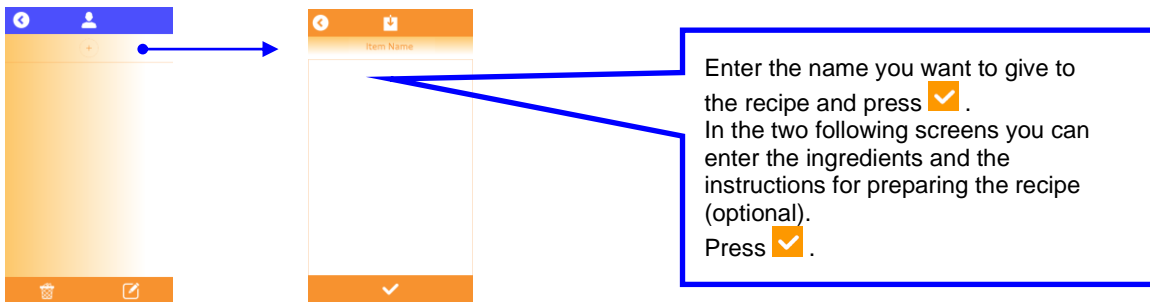 Item Name
Enter the name you want to give to
the recipe and press .
In the two following screens you can
enter the ingredients and the
instructions for preparing the recipe
(optional).
Press .